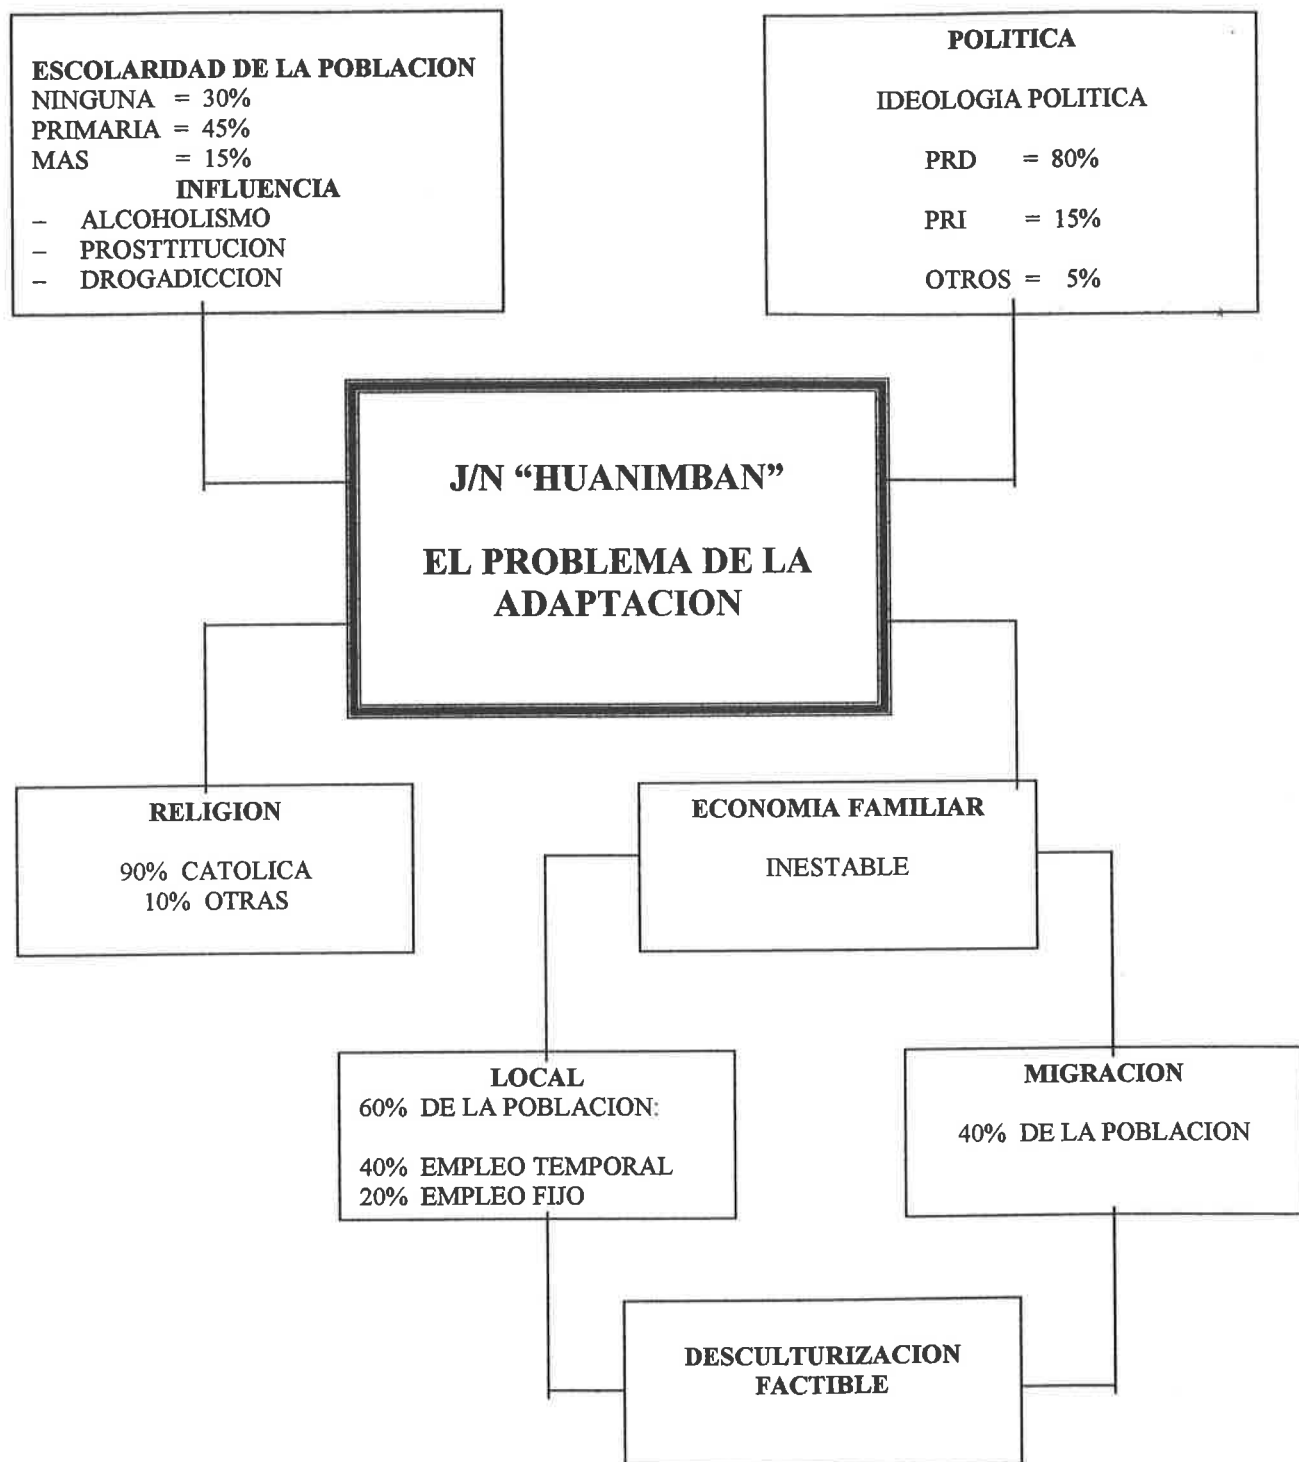 ESCOLARIDAD DE LA POBLACION
NINGUNA = 30%
PRIMARIA = 45%
MAS = 15%
INFLUENCIA
– ALCOHOLISMO
– PROSTTITUCION
– DROGADICCION
POLITICA
IDEOLOGIA POLITICA
PRD = 80%
PRI = 15%
OTROS = 5%
J/N “HUANIMBAN”
EL PROBLEMA DE LA
ADAPTACION
RELIGION
90% CATOLICA
10% OTRAS
ECONOMIA FAMILIAR
INESTABLE
LOCAL
60% DE LA POBLACION:
40% EMPLEO TEMPORAL
20% EMPLEO FIJO
MIGRACION
40% DE LA POBLACION
DESCULTURIZACION
FACTIBLE